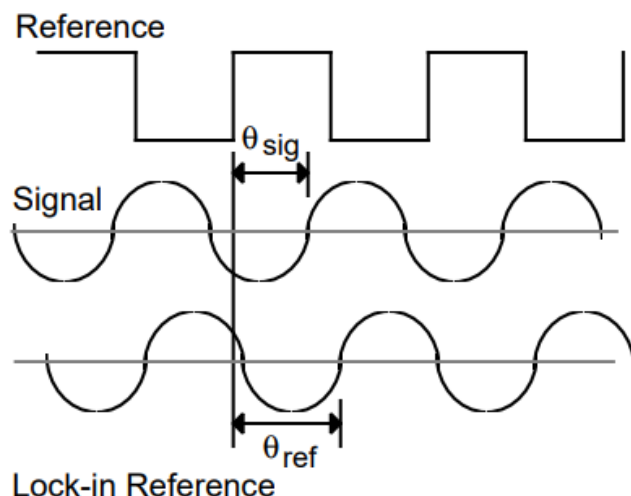 Reference
θsig
Signal
θref
Lock-in Reference